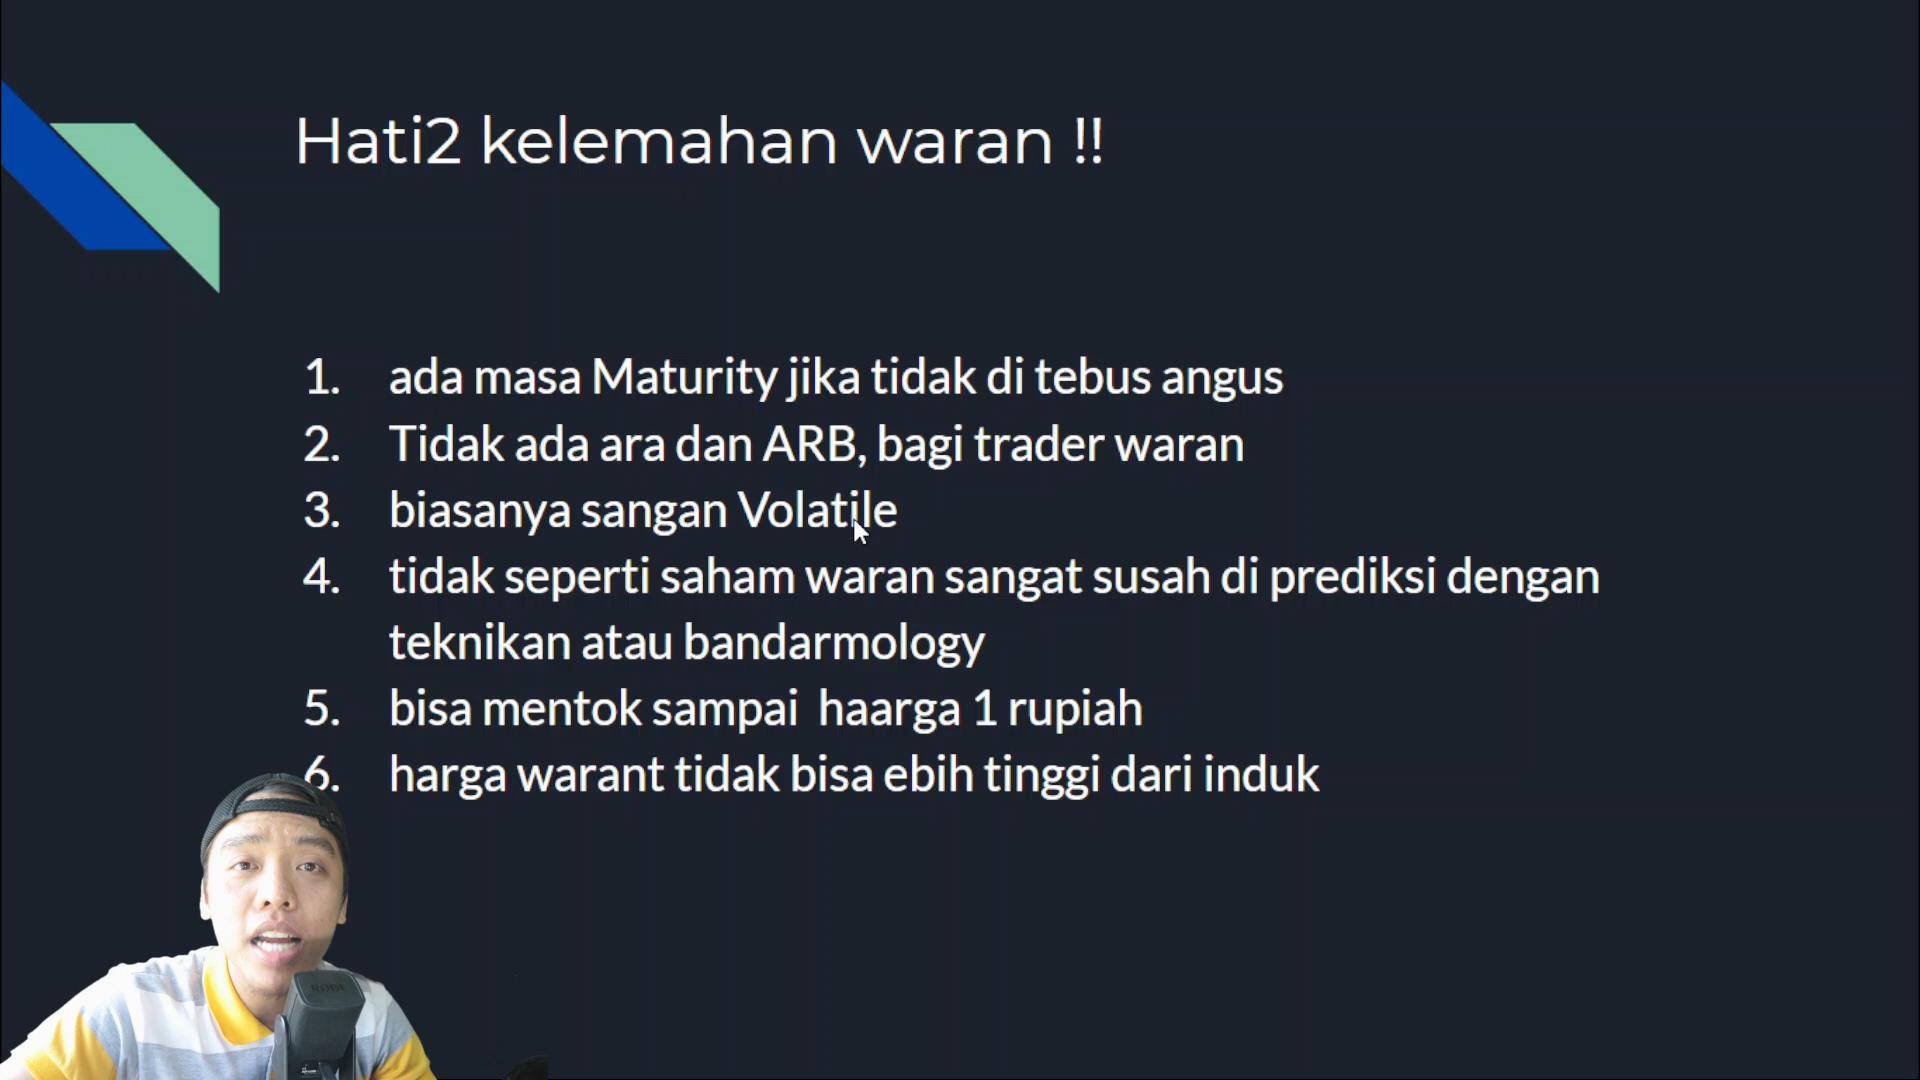 Hati2 kelemahan waran !!
1. ada masa Maturity jika tidak di tebus angus
2. Tidak ada ara dan ARB, bagi trader waran
3. biasanya sangan Volatile
4. tidak seperti saham waran sangat susah di prediksi dengan
teknikan atau bandarmology
5. bisa mentok sampai  haarga 1 rupiah
6. harga warant tidak bisa ebih tinggi dari induk
RØDE